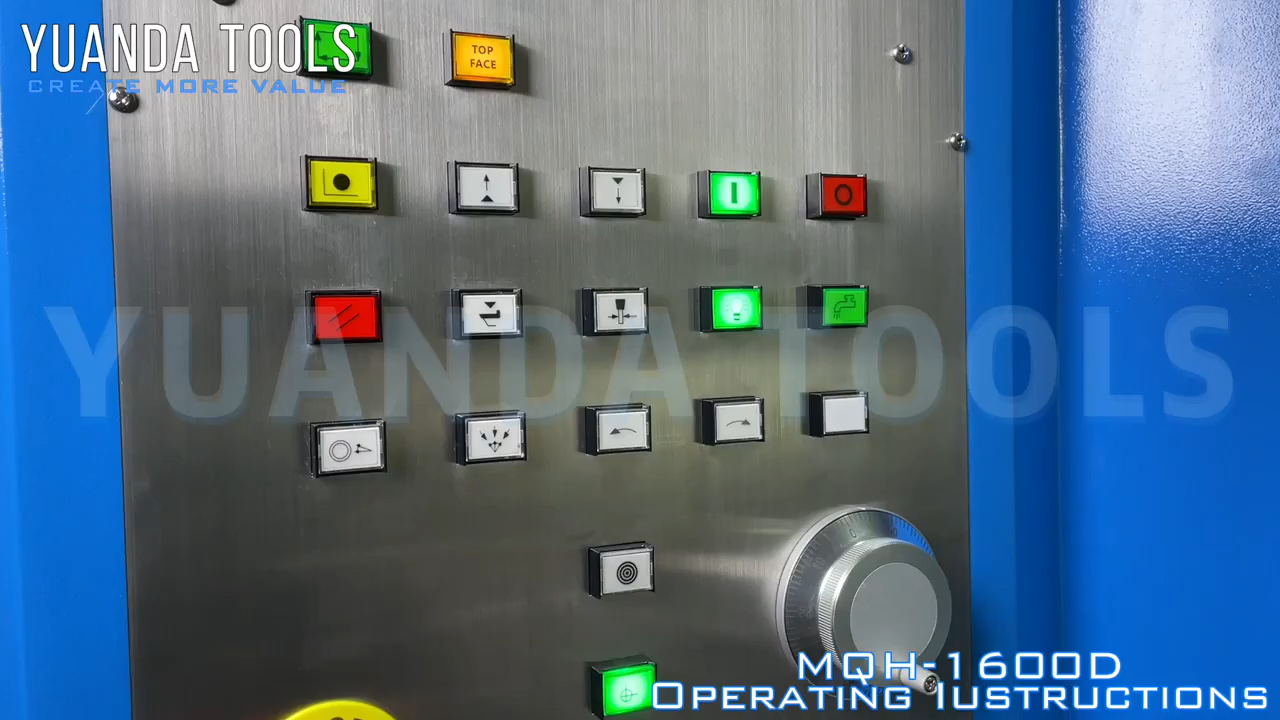 YUANDA TOOLS
CREATE MORE VALUE
TOP
FACE
YUANDA TOOLS
MQH-1600D
Operating Iustructions